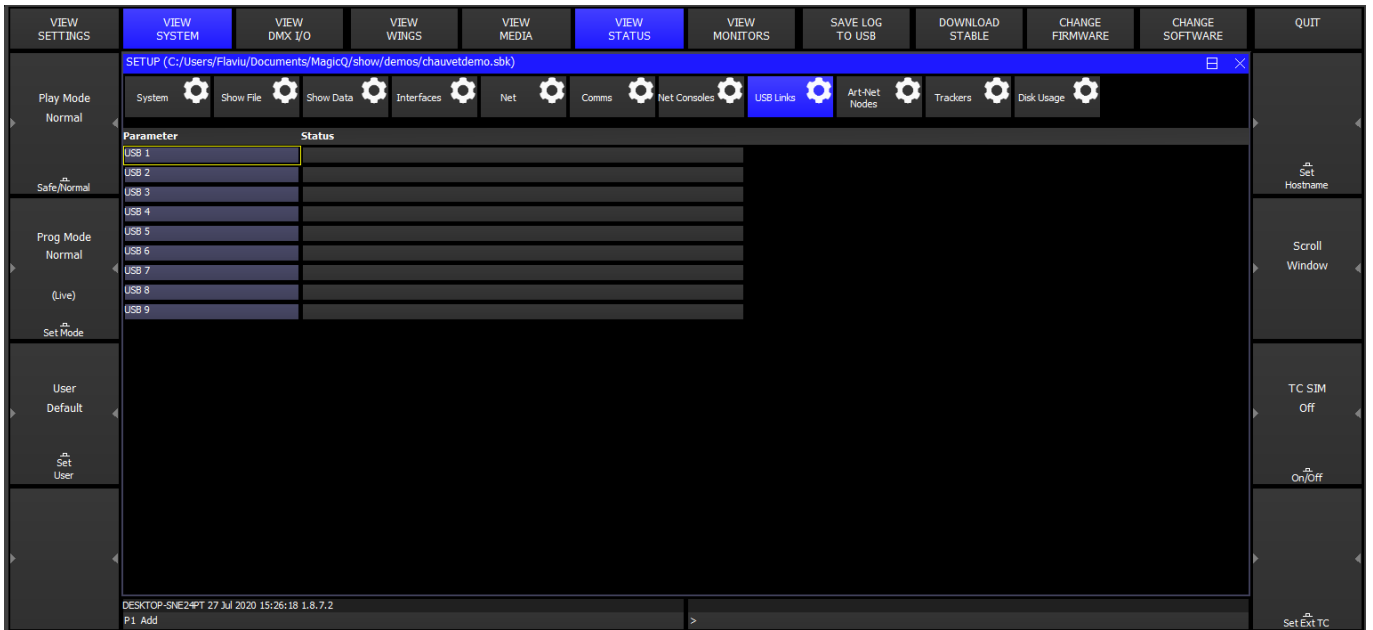 VIEW
SETTINGS
VIEW
SYSTEM
VIEW
DMX I/O
VIEW
WINGS
VIEW
MEDIA
VIEW
STATUS
VIEW
MONITORS
SAVE LOG
TO USB
DOWNLOAD
STABLE
CHANGE
FIRMWARE
CHANGE
SOFTWARE
QUIT
SETUP (C:/Users/Flaviu/Documents/MagicQ/show/demos/chauvetdemo.sbk)
System
Show File
Show Data
Interfaces
Net
Comms
Net Consoles
USB Links
Art-Net
Nodes
Trackers
Disk Usage
Play Mode
Normal
Safe/Normal
Prog Mode
Normal
(Live)
Set Mode
User
Default
Set
User
Parameter Status
USB 1
USB 2
USB 3
USB 4
USB 5
USB 6
USB 7
USB 8
USB 9
Set
Hostname
Scroll
Window
TC SIM
Off
On/Off
Set Ext TC
DESKTOP-SNE24PT 27 Jul 2020 15:26:18 1.8.7.2
P1 Add
>